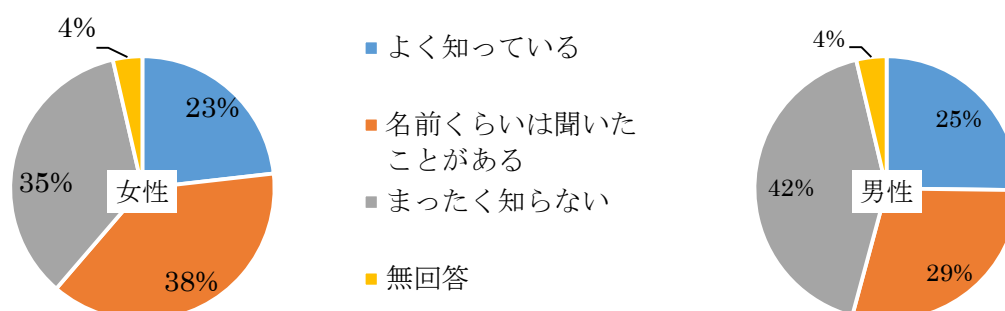 4%
23%
35%
女性
38%
よく知っている
名前くらいは聞いた
ことがある
まったく知らない
無回答
4%
25%
42%
男性
29%